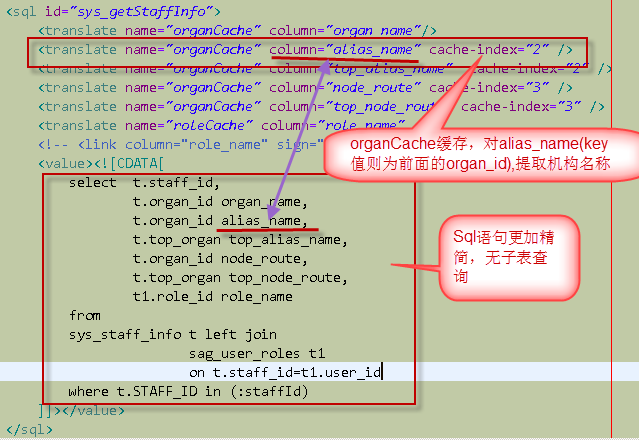 <sql id="sys_getStaffInfo">
<translate name="organCache" column="organ_name"/>
<translate name="organCache" column="alias_name" cache-index="2" />
<translate name="organCache" column="top_alias_name" cache-index="2" />
<translate name="organCache" column="node_route" cache-index="3" />
<translate name="organCache" column="top_node_rout cache-index="3" />
<translate name="roleCache" column="role_name"
<!-- <link column="role_name" sign="
organCache缓存，对alias_name(key
值则为前面的organ_id),提取机构名称
<value><![CDATA[
select t.staff_id,
t.organ_id organ_name,
t.organ_id alias_name,
t.top_organ top_alias_name,
t.organ_id node_route,
t.top_organ top_node_route,
t1.role_id role_name
Sql语句更加精
简，无子表查
询
from
sys_staff_info t left join
sag_user_roles t1
on t.staff_id=t1.user_id
where t.STAFF_ID in (:staffId)
]]></value>
</sql>